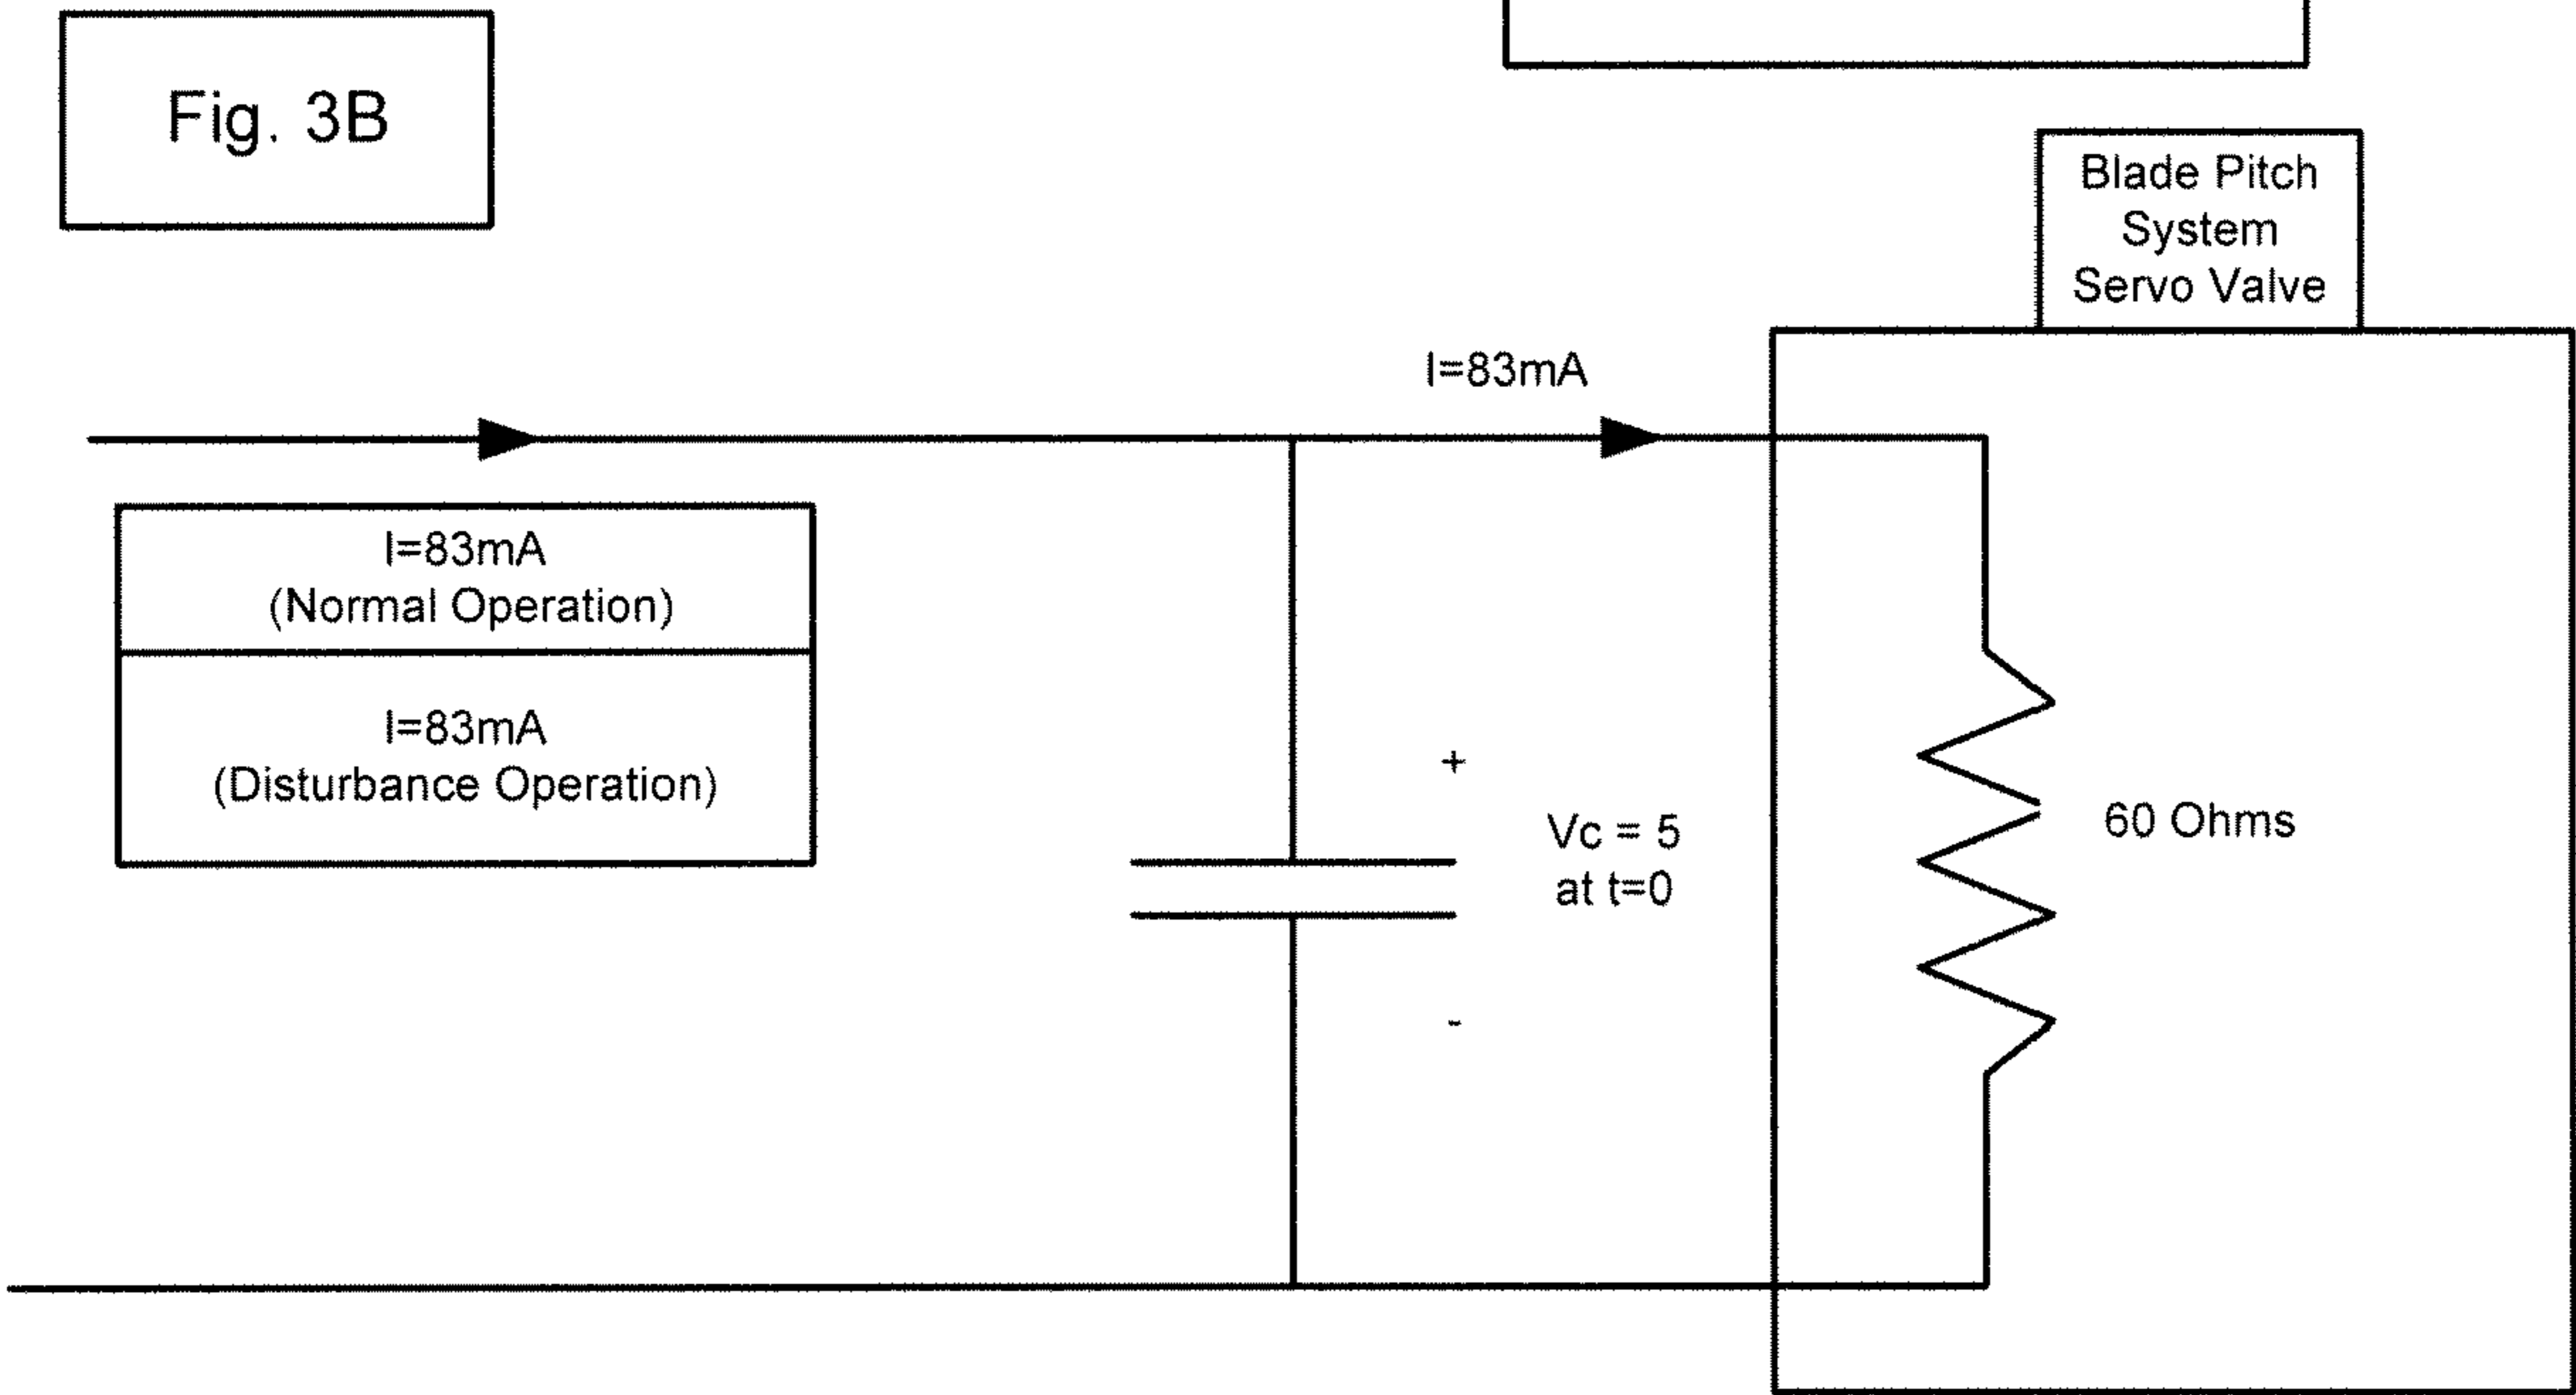 Fig. 3B
Blade Pitch
System
Servo Valve
I=83mA
I=83mA
(Normal Operation)
I=83mA
(Disturbance Operation)
+
Vc = 5
at t=0
-
60 Ohms